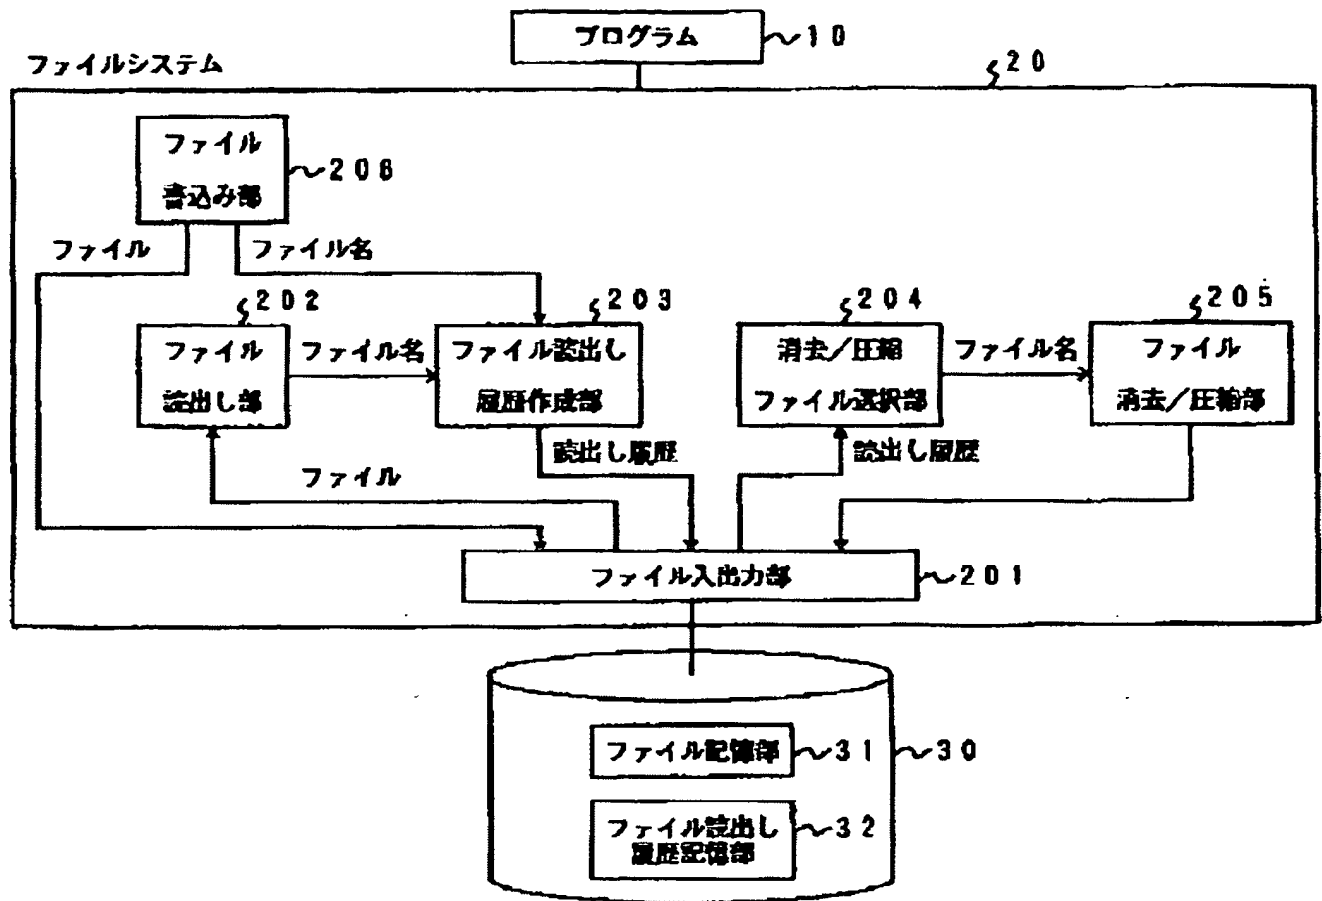 プログラム
10
ファイルシステム
20
ファイル
書込み部
206
ファイル
ファイル名
202
203
204
205
ファイル
読出し部
ファイル名
ファイル読出し
履歴作成部
消去／圧縮
ファイル選択部
ファイル名
ファイル
消去／圧縮部
読出し履歴
読出し履歴
ファイル
ファイル入出力部
201
ファイル記憶部
31
30
ファイル読出し
履歴記憶部
32